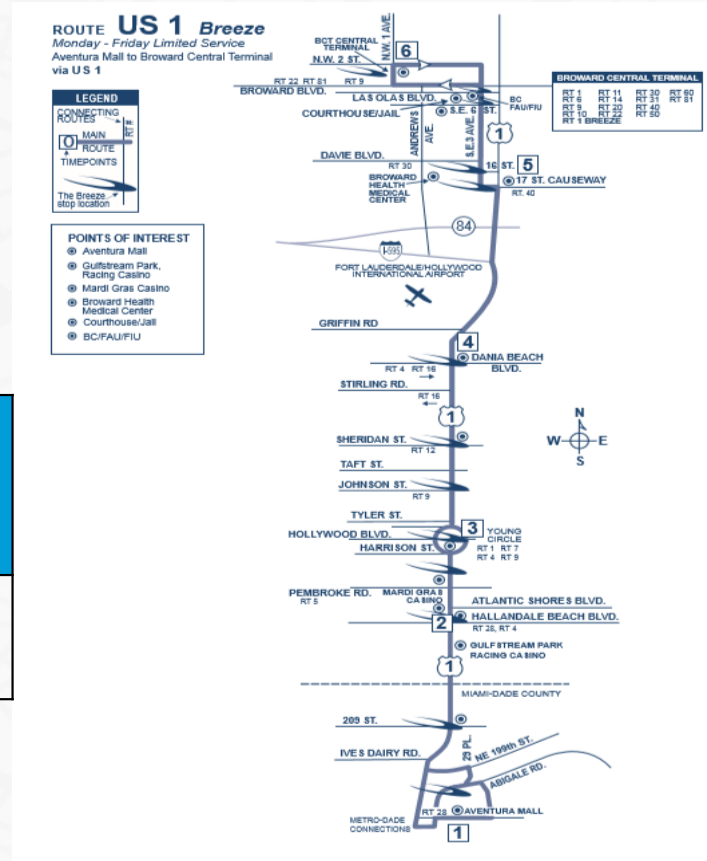 ROUTE US 1 Breeze
Monday - Friday Limited Service
Aventura Mall to Broward Central Terminal
via US 1
LEGEND
CONNECTING
ROUTES
RT #
MAIN
ROUTE
TIMEPOINTS
The Breeze
stop location
POINTS OF INTEREST
Aventura Mall
Gulfstream Park,
Racing Casino
Mardi Gras Casino
Broward Health
Medical Center
Courthouse/Jail
BC/FAU/FIU
N.W. 1 AVE.
BCT CENTRAL
TERMINAL
6
N.W. 2 ST.
RT 22 RT 81 RT 9
BROWARD BLVD.
LAS OLAS BLVD.
BC
FAU/FIU
COURTHOUSE/JAIL
S.E. 6 ST.
ANDREWS
AVE.
S.E.3 AVE.
1
BROWARD CENTRAL TERMINAL
RT 1 RT 11 RT 30 RT 60
RT 6 RT 14 RT 31 RT 81
RT 9 RT 20 RT 40
RT 10 RT 22 RT 50
RT 1 BREEZE
DAVIE BLVD.
RT 30
16 ST.
5
BROWARD
HEALTH
MEDICAL
CENTER
17 ST. CAUSEWAY
RT. 40
84
I-595
FORT LAUDERDALE/HOLLYWOOD
INTERNATIONAL AIRPORT
GRIFFIN RD
4
DANIA BEACH
BLVD.
RT 4 RT 16
STIRLING RD.
RT 16
1
N
W E
S
SHERIDAN ST.
RT 12
TAFT ST.
JOHNSON ST.
RT 9
TYLER ST.
HOLLYWOOD BLVD.
3
YOUNG
CIRCLE
HARRISON ST.
RT 1 RT 7
RT 4 RT 9
PEMBROKE RD.
RT 5
MARDI GRAS
CASINO
ATLANTIC SHORES BLVD.
2
HALLANDALE BEACH BLVD.
RT 28, RT 4
GULFSTREAM PARK
RACING CASINO
1
MIAMI-DADE COUNTY
209 ST.
IVES DAIRY RD.
29 PL.
NE 199th ST.
ABIGALE RD.
RT 28
AVENTURA MALL
METRO-DADE
CONNECTIONS
1